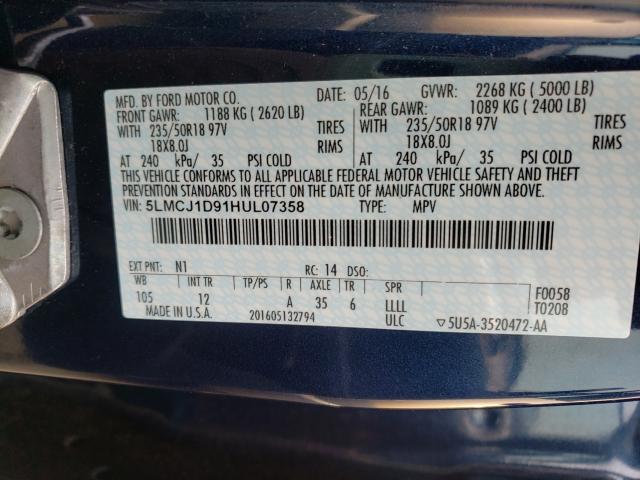 MFD. BY FORD MOTOR CO. DATE: 05/16 GVWR: 2268 KG ( 5000 LB)
FRONT GAWR: 1188 KG ( 2620 LB) REAR GAWR: 1089 KG ( 2400 LB)
WITH 235/50R18 97V TIRES WITH 235/50R18 97V TIRES
18X8.0J RIMS 18X8.0J RIMS
AT 240 kPa/ 35 PSI COLD AT 240 kPa/ 35 PSI COLD
THIS VEHICLE CONFORMS TO ALL APPLICABLE FEDERAL MOTOR VEHICLE SAFETY AND THEFT
PREVENTION STANDARDS IN EFFECT ON THE DATE OF MANUFACTURE SHOWN ABOVE.
VIN: 5LMCJ1D91HUL07358 TYPE: MPV
EXT PNT: N1 RC: 14 DSO:
WB INT TR TP/PS R AXLE TR SPR F0058
105 12 A 35 6 LLLL T0208
MADE IN U.S.A. 201605132794 ULC ▽5U5A-3520472-AA